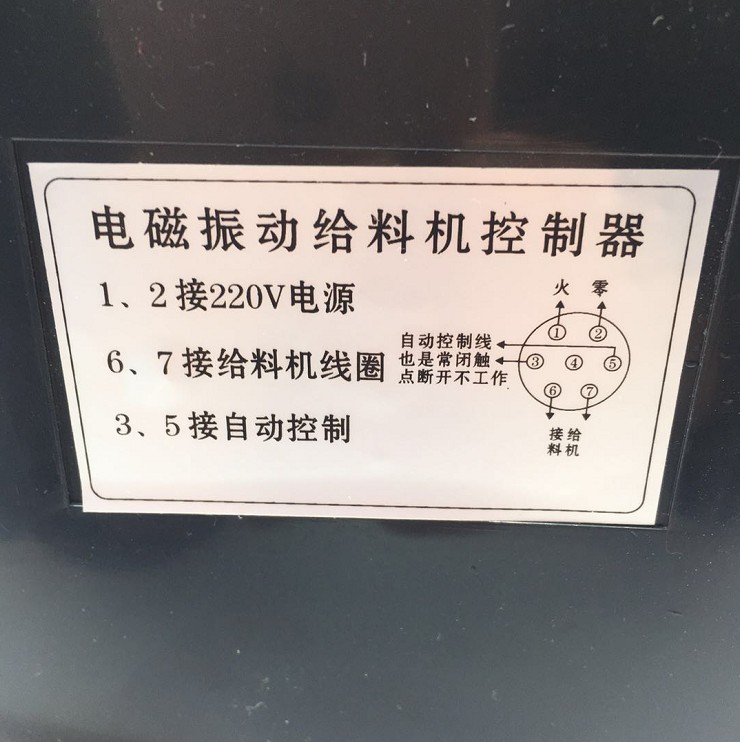 电磁振动给料机控制器
1、2接220V电源
6、7接给料机线圈
3、5接自动控制
自动控制线
也是常闭触
点断开不工作
火 零
① ②
③ ④ ⑤
⑥ ⑦
接给
料机